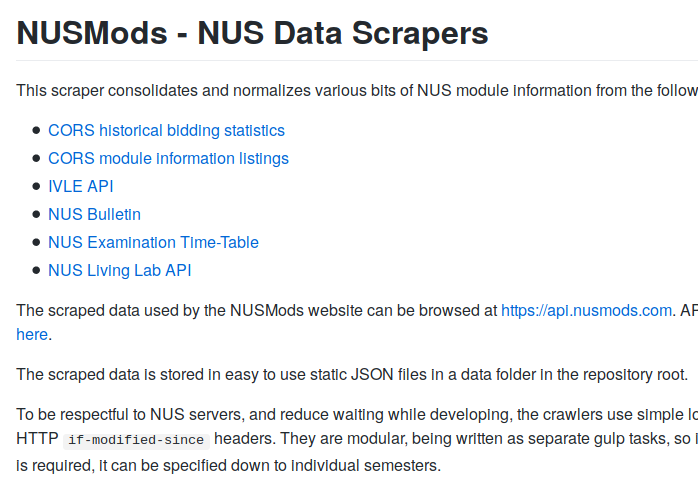 NUSMods - NUS Data Scrapers
This scraper consolidates and normalizes various bits of NUS module information from the
CORS historical bidding statistics
CORS module information listings
IVLE API
NUS Bulletin
NUS Examination Time-Table
NUS Living Lab API
The scraped data used by the NUSMods website can be browsed at https://api.nusmods.com.
here.
The scraped data is stored in easy to use static JSON files in a data folder in the repository root.
To be respectful to NUS servers, and reduce waiting while developing, the crawlers use simple
HTTP if-modified-since headers. They are modular, being written as separate gulp tasks, so
is required, it can be specified down to individual semesters.